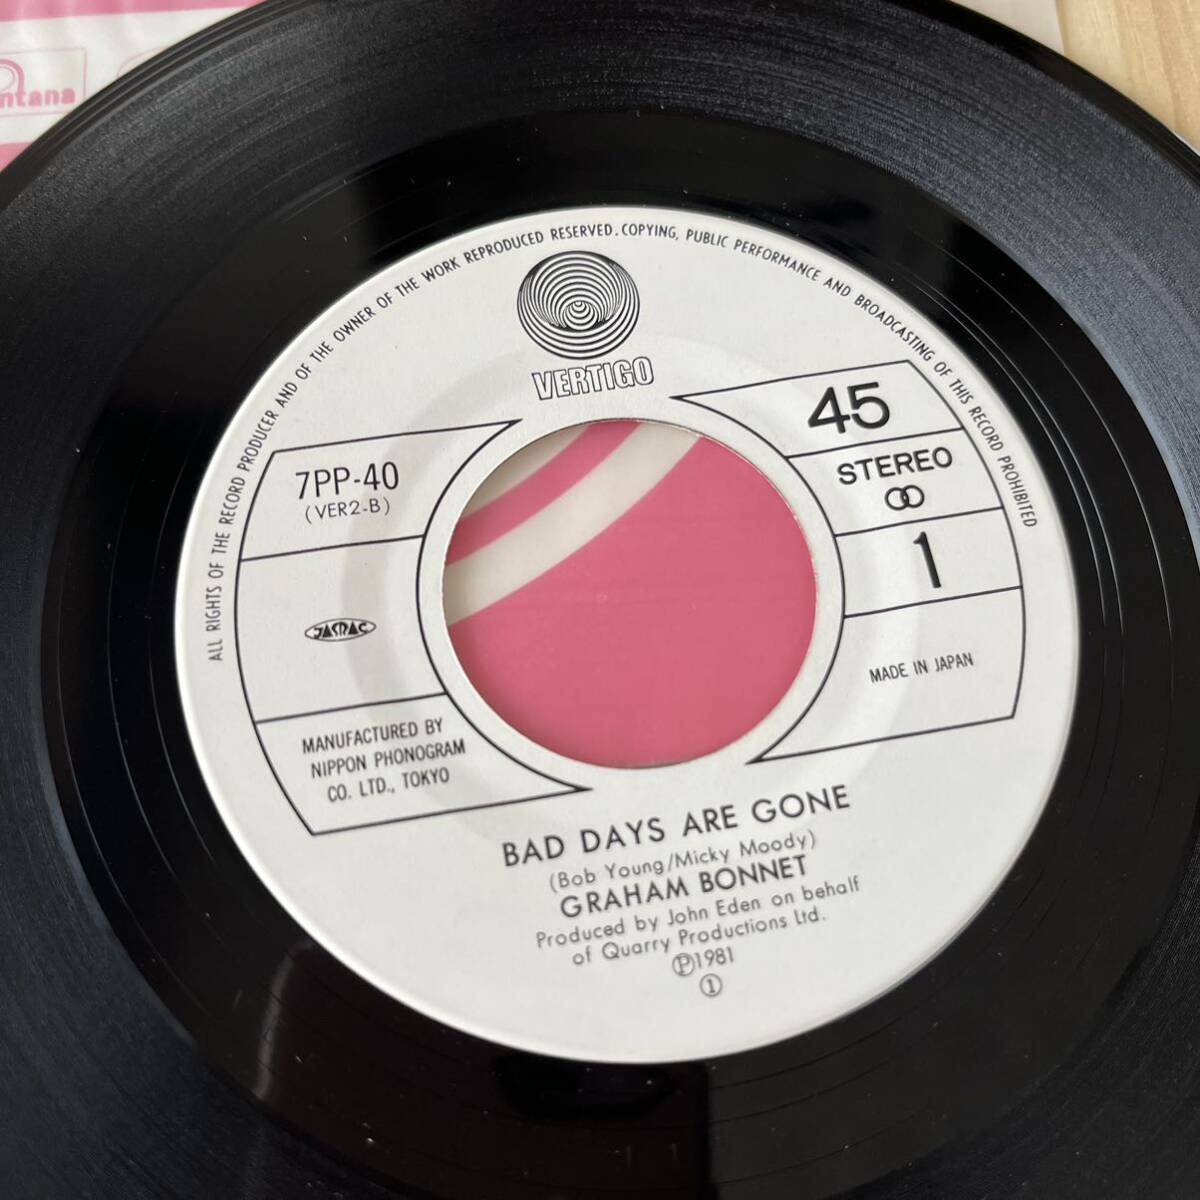 ntana
ALL RIGHTS OF THE RECORD PRODUCER AND OF THE OWNER OF THE WORK REPRODUCED RESERVED. COPYING, PUBLIC PERFORMANCE AND BROADCASTING OF THIS RECORD PROHIBITED
VERTIGO
7PP-40
(VER2-B)
JASRAC
MANUFACTURED BY
NIPPON PHONOGRAM
CO. LTD., TOKYO
45
STEREO
1
MADE IN JAPAN
BAD DAYS ARE GONE
(Bob Young/Micky Moody)
GRAHAM BONNET
Produced by John Eden on behalf
of Quarry Productions Ltd.
Ⓟ1981
①